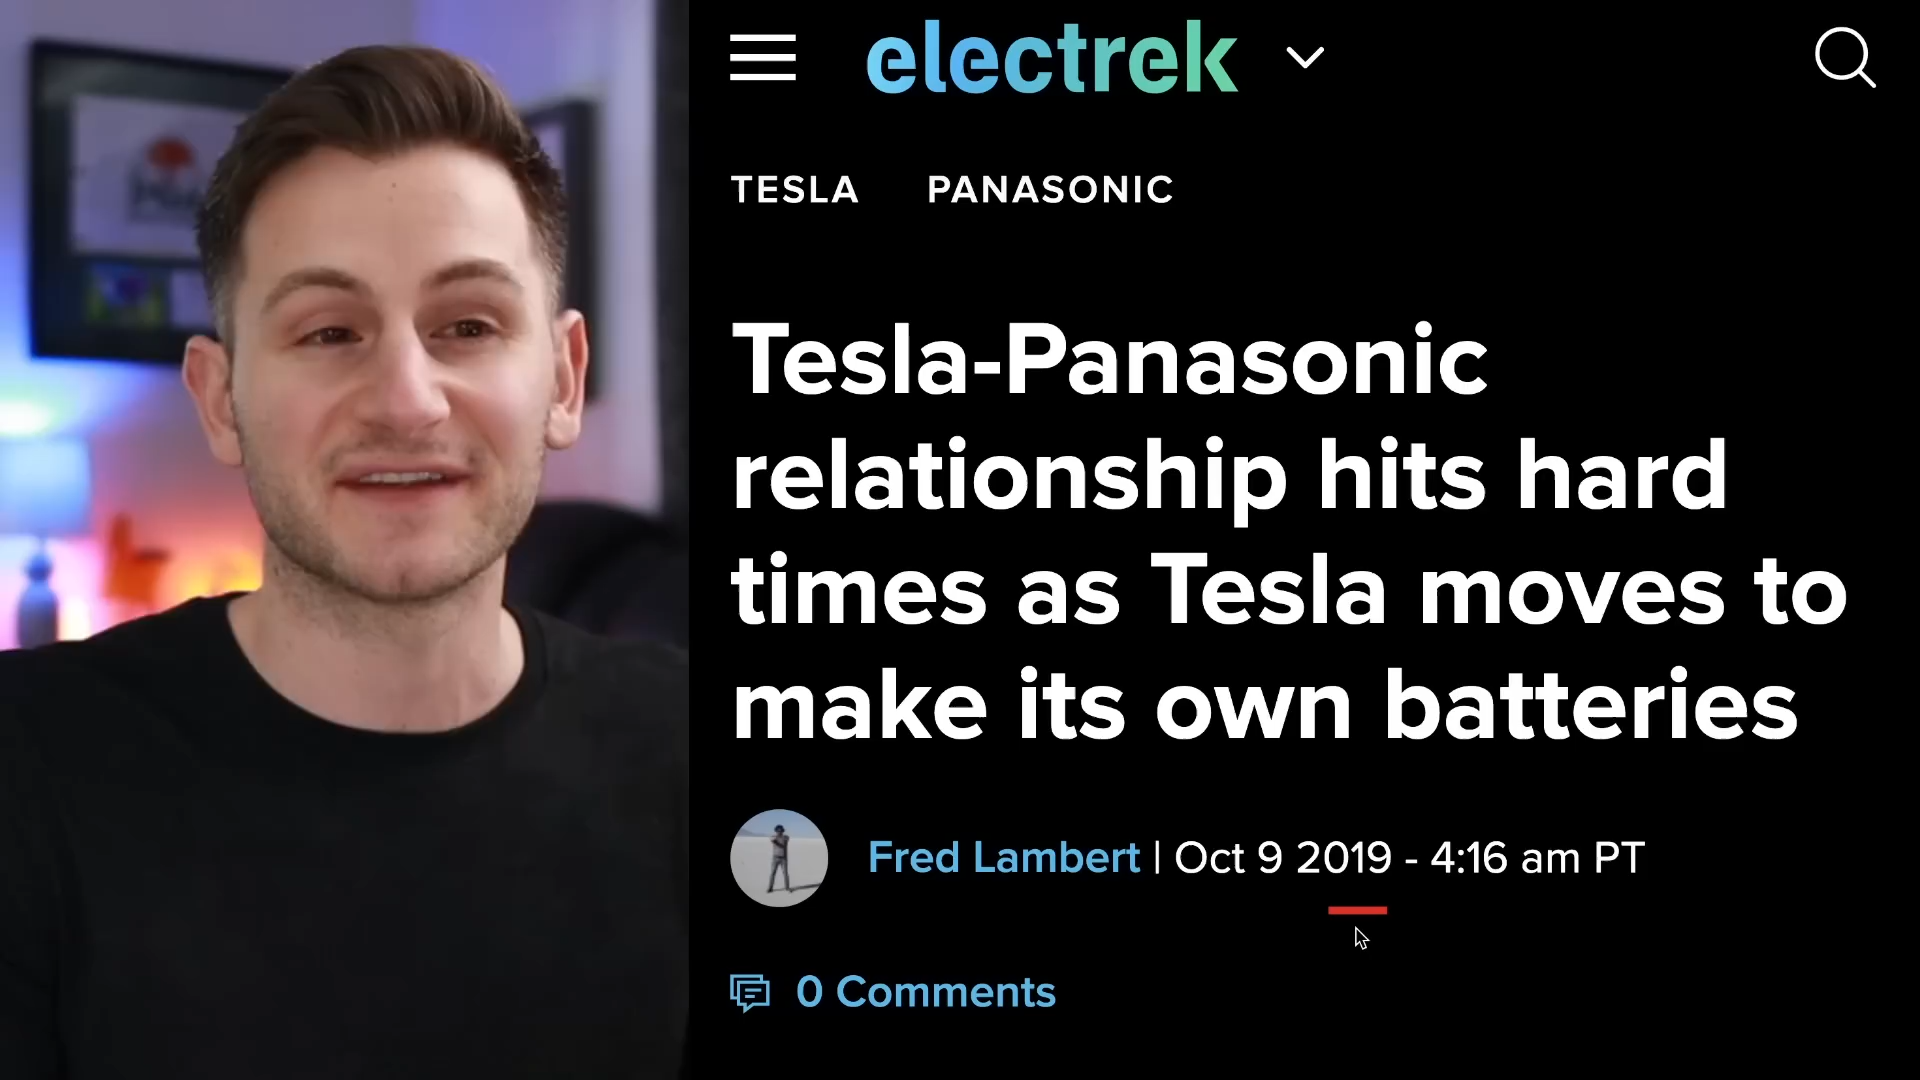 electrek
TESLA PANASONIC
Tesla-Panasonic
relationship hits hard
times as Tesla moves to
make its own batteries
Fred Lambert | Oct 9 2019 - 4:16 am PT
0 Comments